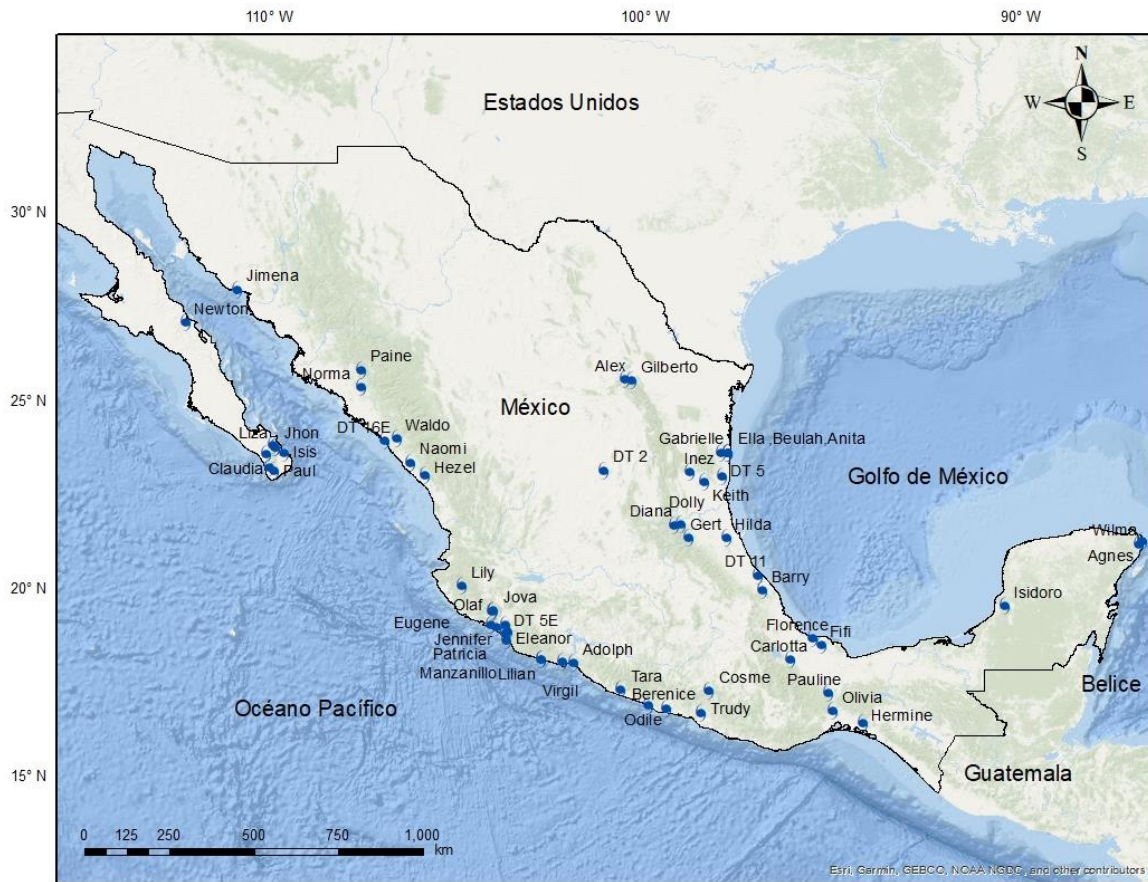 110° W 100° W 90° W
N
W E
S
Estados Unidos
30° N
Jimena
Newton
Paine
Norma
Alex Gilberto
25° N
México
DT 16E Waldo
Liza Jhon
Isis
Naomi
Gabrielle Ella ,Beulah,Anita
Inez
Claudia Paul
Hezel
DT 2
DT 5
Golfo de México
Keith
Dolly
Diana
Gert Hilda
Wilma
DT 11
Agnes
Barry
20° N
Lily
Isidoro
Olaf Jova
Eugene
DT 5E
Florence
Fifi
Jennifer Eleanor
Carlotta
Patricia
Adolph
Manzanillo Lilian
Tara
Cosme
Pauline
Belice
Virgil
Berenice
Olivia
Océano Pacífico
Odile
Trudy
Hermine
15° N
Guatemala
0 125 250 500 750 1,000
km
Esri, Garmin, GEBCO, NOAA NGDC, and other contributors